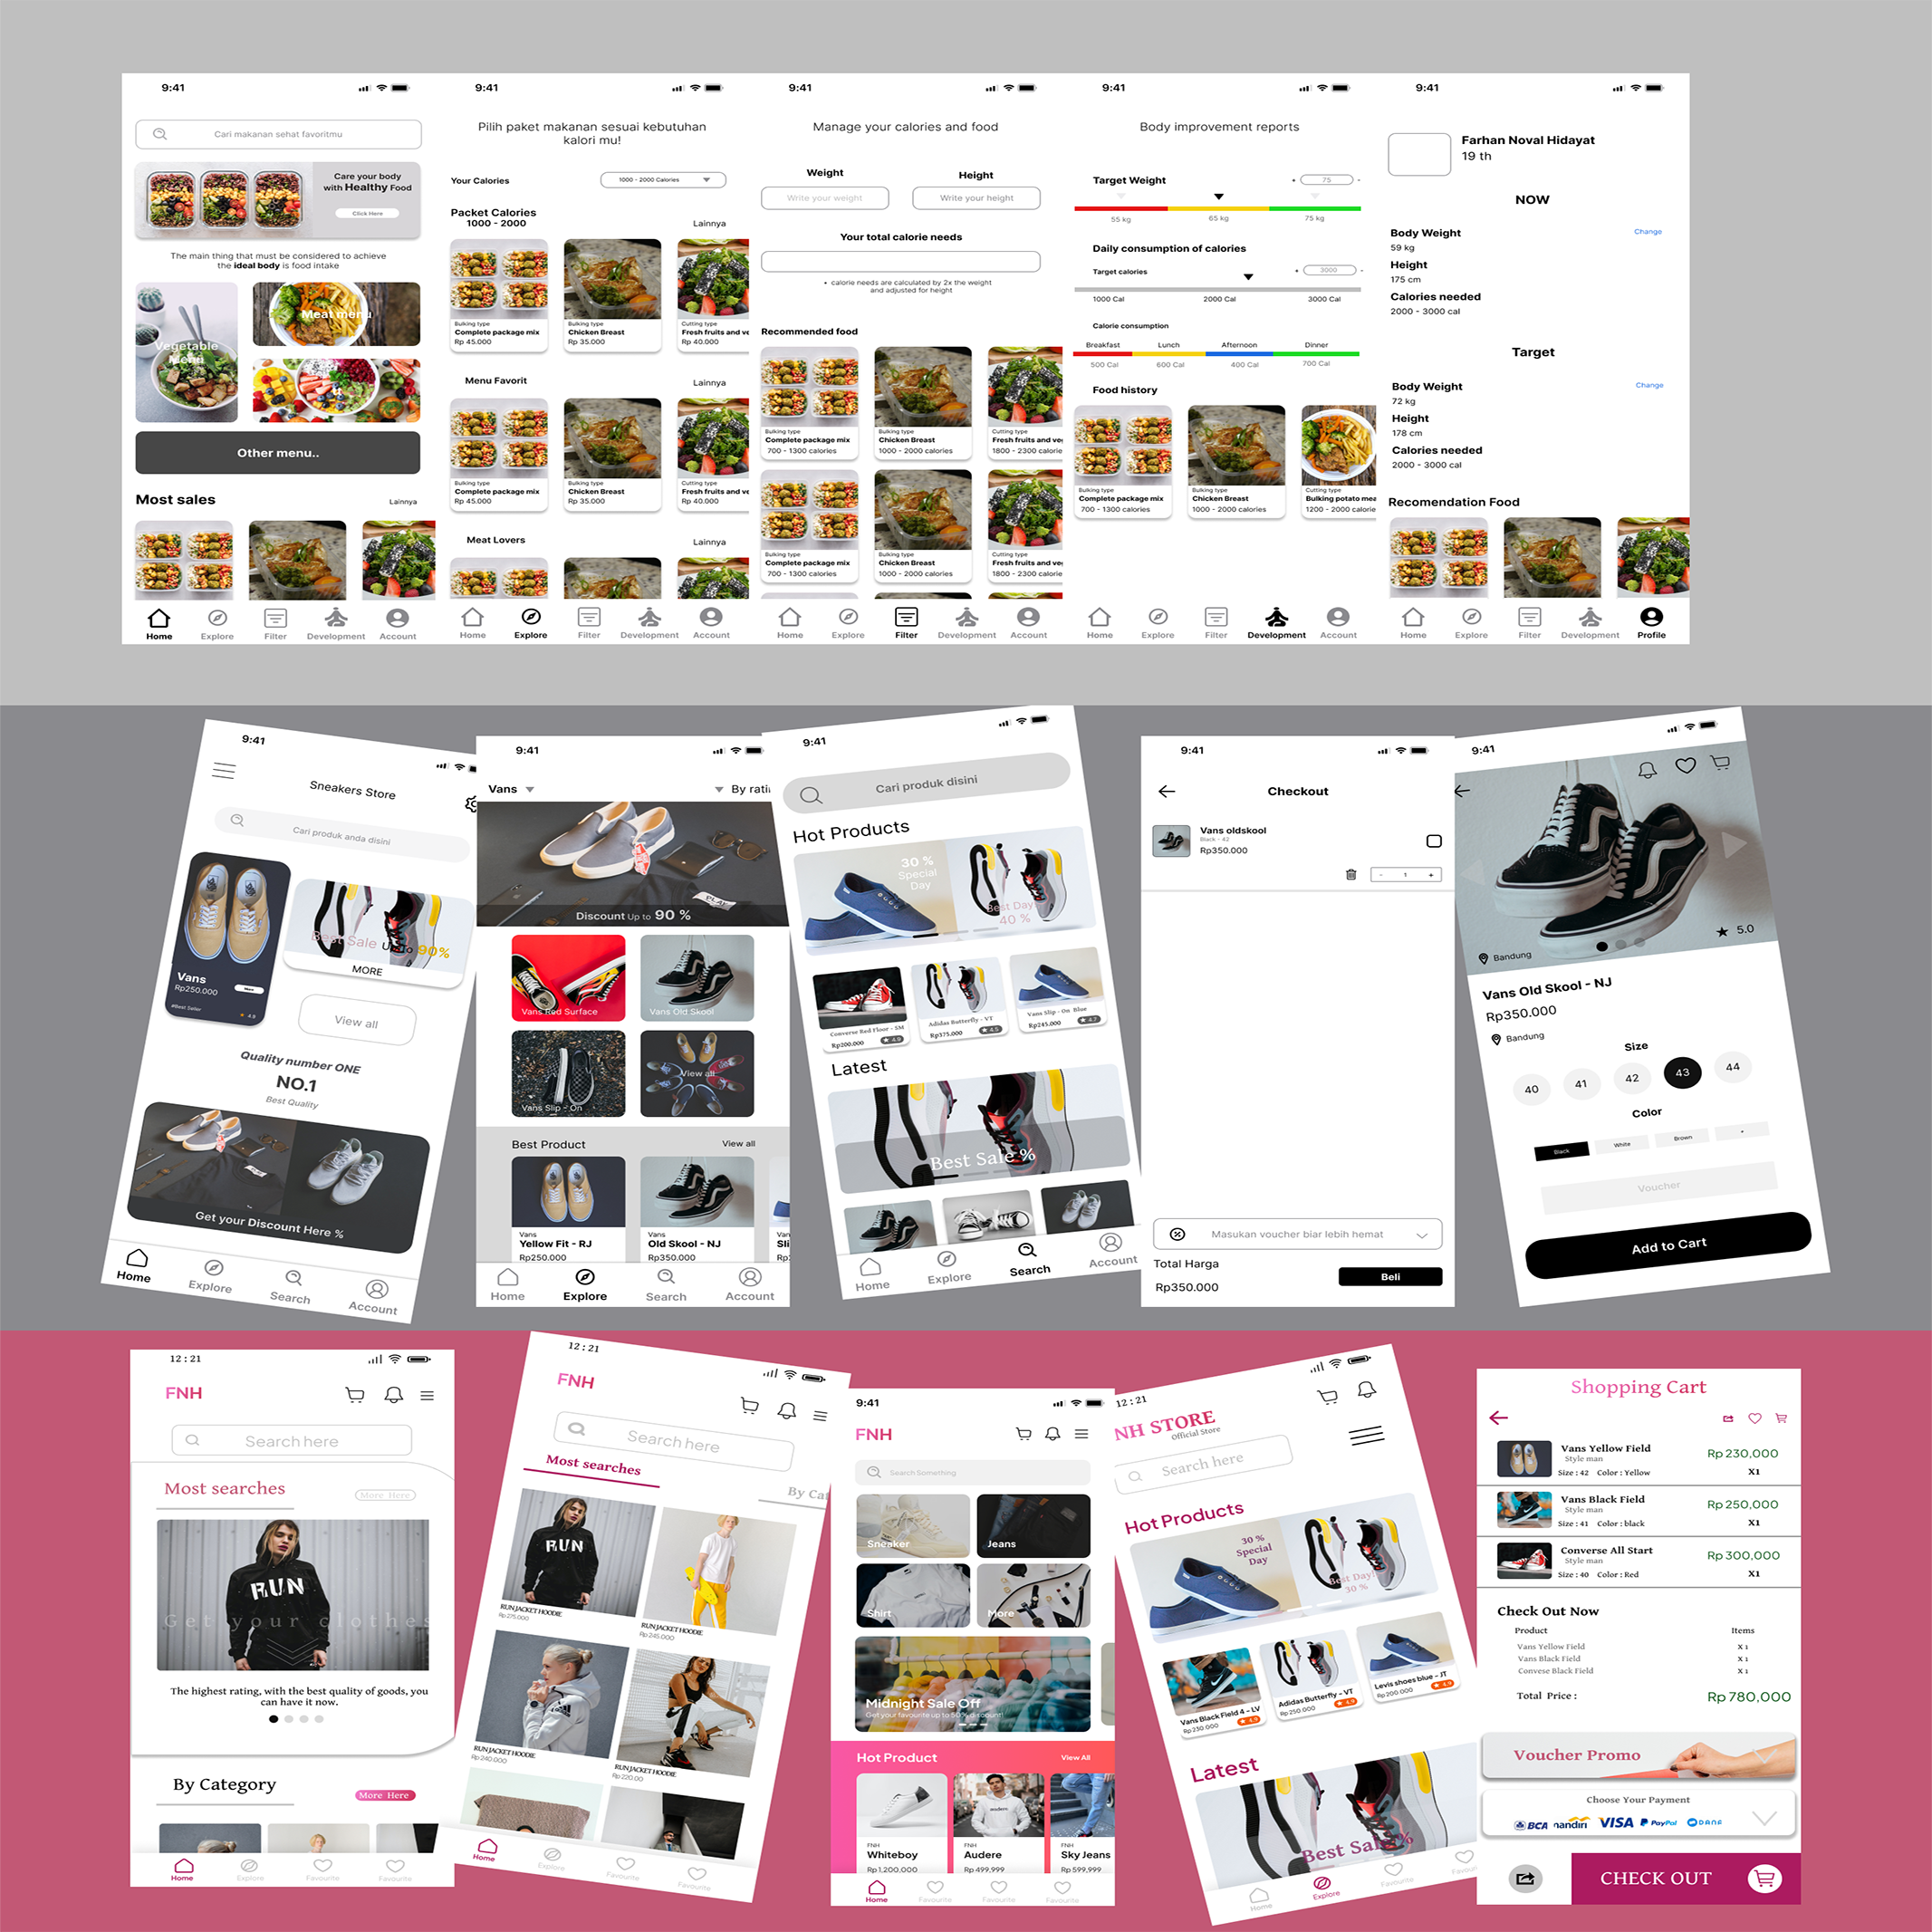 9:41
Cari makanan sehat favoritmu
Care your body
with Healthy Food
Click Here
The main thing that must be considered to achieve
the ideal body is food intake
Vegetable
Menu
Meat menu
Other menu..
Most sales
Lainnya
Home
Explore
Filter
Development
Account
9:41
Pilih paket makanan sesuai kebutuhan
kalori mu!
Your Calories
1000 - 2000 Calories
Packet Calories
1000 - 2000
Lainnya
Bulking type
Complete package mix
Rp 45.000
Bulking type
Chicken Breast
Rp 35.000
Cutting type
Fresh fruits and ve
Rp 40.000
Menu Favorit
Lainnya
Bulking type
Complete package mix
Rp 45.000
Bulking type
Chicken Breast
Rp 35.000
Cutting type
Fresh fruits and ve
Rp 40.000
Meat Lovers
Lainnya
Home
Explore
Filter
Development
Account
9:41
Manage your calories and food
Weight
Height
Write your weight
Write your height
Your total calorie needs
• calorie needs are calculated by 2x the weight
and adjusted for height
Recommended food
Bulking type
Complete package mix
700 - 1300 calories
Bulking type
Chicken Breast
1000 - 2000 calories
Cutting type
Fresh fruits and ve
1800 - 2300 calorie
Bulking type
Complete package mix
700 - 1300 calories
Bulking type
Chicken Breast
1000 - 2000 calories
Cutting type
Fresh fruits and ve
1800 - 2300 calorie
Home
Explore
Filter
Development
Account
9:41
Body improvement reports
Target Weight
75
55 kg
65 kg
75 kg
Daily consumption of calories
Target calories
3000
1000 Cal
2000 Cal
3000 Cal
Calorie consumption
Breakfast
Lunch
Afternoon
Dinner
500 Cal
600 Cal
400 Cal
700 Cal
Food history
Bulking type
Complete package mix
700 - 1300 calories
Bulking type
Chicken Breast
1000 - 2000 calories
Cutting type
Bulking potato mea
1200 - 2000 calorie
Home
Explore
Filter
Development
Account
9:41
Farhan Noval Hidayat
19 th
NOW
Body Weight
Change
59 kg
Height
175 cm
Calories needed
2000 - 3000 cal
Target
Body Weight
Change
72 kg
Height
178 cm
Calories needed
2000 - 3000 cal
Recomendation Food
Home
Explore
Filter
Development
Profile
9:41
Sneakers Store
Cari produk anda disini
Vans
Rp250.000
More
#Best Seller
4.9
Best Sale Up To 90%
MORE
View all
Quality number ONE
NO.1
Best Quality
Get your Discount Here %
Home
Explore
Search
Account
9:41
Vans
By ratii
Discount Up to 90 %
Vans Red Surface
Vans Old Skool
Vans Slip - On
View all
Best Product
View all
Vans
Yellow Fit - RJ
Rp250.000
Vans
Old Skool - NJ
Rp350.000
Home
Explore
Search
Account
9:41
Cari produk disini
Hot Products
30 %
Special
Day
Best Day!
40 %
Converse Red Floor - SM
Rp200.000
4.9
Adidas Butterfly - VT
Rp375.000
4.5
Vans Slip - On Blue
Rp245.000
4.7
Latest
Best Sale %
Home
Explore
Search
Account
9:41
Checkout
Vans oldskool
Black - 42
Rp350.000
- 1 +
Masukan voucher biar lebih hemat
Total Harga
Rp350.000
Beli
9:41
Bandung
5.0
Vans Old Skool - NJ
Rp350.000
Bandung
Size
40
41
42
43
44
Color
Black
White
Brown
+
Voucher
Add to Cart
12 : 21
FNH
Search here
Most searches
More Here
RUN
Get your clothes
The highest rating, with the best quality of goods, you
can have it now.
By Category
More Here
Home
Explore
Favourite
Favourite
12 : 21
FNH
Search here
Most searches
By Cat
RUN
RUN JACKET HOODIE
Rp275.000
RUN JACKET HOODIE
Rp245.000
RUN JACKET HOODIE
Rp240.000
RUN JACKET HOODIE
Rp220.00
Home
Explore
Favourite
Favourite
9:41
FNH
Search Something
Sneaker
Jeans
Shirt
More
Midnight Sale Off
Get your favourite up to 50% discount!
Hot Product
View All
FNH
Whiteboy
Rp 1,200,000
FNH
Audere
Rp 499,999
FNH
Sky Jeans
Rp 599,999
Home
Favourite
Favourite
Favourite
12 : 21
NH STORE
Official Store
Search here
Hot Products
30 %
Special
Day
Best Day!
30 %
Vans Black Field 4 - LV
Rp230.000
4.9
Adidas Butterfly - VT
Rp250.000
4.9
Levis shoes blue - JT
Rp200.000
4.9
Latest
Best Sale %
Home
Explore
Favourite
Favourite
Shopping Cart
Vans Yellow Field
Style man
Size : 42 Color : Yellow
Rp 230,000
X1
Vans Black Field
Style man
Size : 41 Color : black
Rp 250,000
X1
Converse All Start
Style man
Size : 40 Color : Red
Rp 300,000
X1
Check Out Now
Product
Items
Vans Yellow Field
X 1
Vans Black Field
X 1
Convese Black Field
X 1
Total Price :
Rp 780,000
Voucher Promo
Choose Your Payment
BCA
mandiri
VISA
PayPal
DANA
CHECK OUT